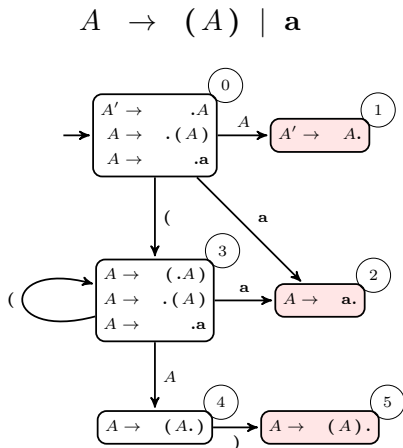 A → (A) | a
0
A′ → .A
A → .(A)
A → .a
A
1
A′ → A.
(
a
3
A → (.A)
A → .(A)
A → .a
(
a
2
A → a.
A
4
A → (A.)
)
5
A → (A).